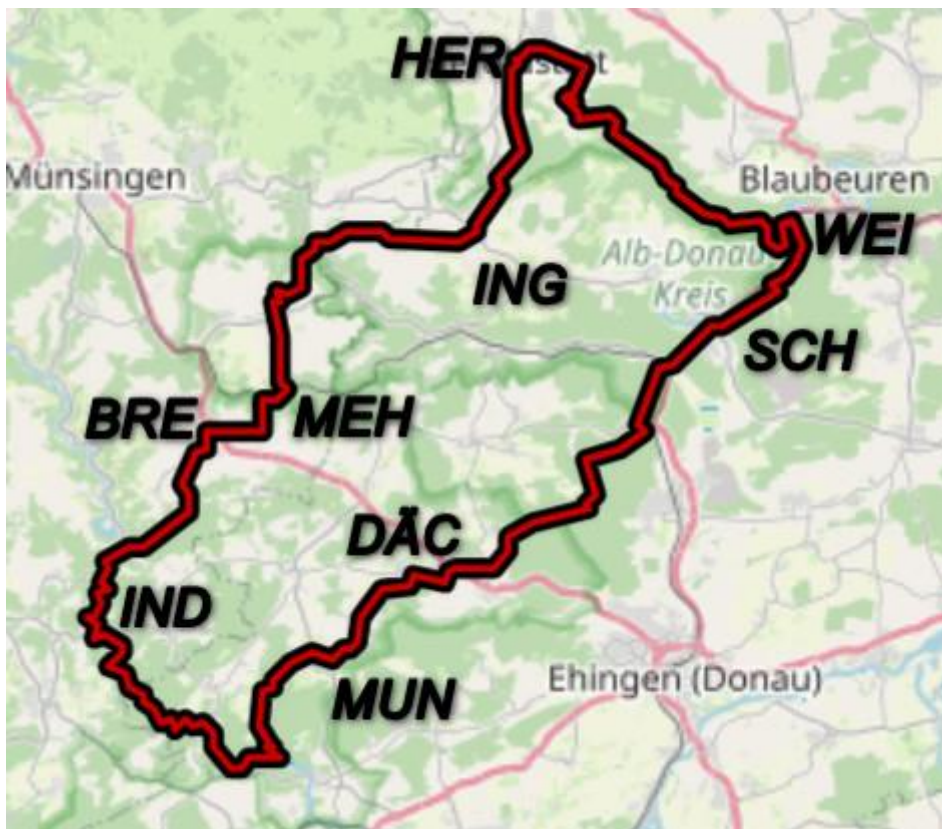 HER
Münsingen
Blaubeuren
WEI
Alb-Donau
Kreis
ING
SCH
BRE
MEH
DÄC
IND
MUN
Ehingen (Donau)